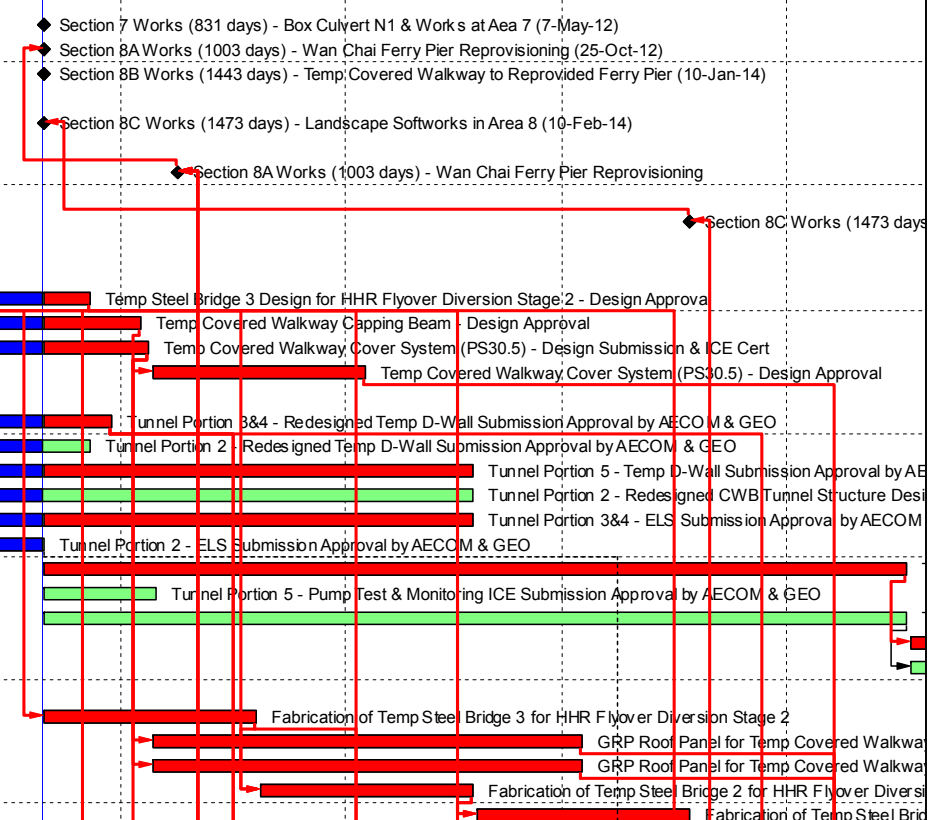 Section 7 Works (831 days) - Box Culvert N1 & Works at Aea 7 (7-May-12)
Section 8A Works (1003 days) - Wan Chai Ferry Pier Reprovisioning (25-Oct-12)
Section 8B Works (1443 days) - Temp Covered Walkway to Reprovided Ferry Pier (10-Jan-14)
Section 8C Works (1473 days) - Landscape Softworks in Area 8 (10-Feb-14)
Section 8A Works (1003 days) - Wan Chai Ferry Pier Reprovisioning
Section 8C Works (1473 days
Temp Steel Bridge 3 Design for HHR Flyover Diversion Stage 2 - Design Approval
Temp Covered Walkway Capping Beam - Design Approval
Temp Covered Walkway Cover System (PS30.5) - Design Submission & ICE Cert
Temp Covered Walkway Cover System (PS30.5) - Design Approval
Tunnel Portion 3&4 - Redesigned Temp D-Wall Submission Approval by AECOM & GEO
Tunnel Portion 2 - Redesigned Temp D-Wall Submission Approval by AECOM & GEO
Tunnel Portion 5 - Temp D-Wall Submission Approval by AE
Tunnel Portion 2 - Redesigned CWB Tunnel Structure Desi
Tunnel Portion 3&4 - ELS Submission Approval by AECOM
Tunnel Portion 2 - ELS Submission Approval by AECOM & GEO
Tunnel Portion 5 - Pump Test & Monitoring ICE Submission Approval by AECOM & GEO
Fabrication of Temp Steel Bridge 3 for HHR Flyover Diversion Stage 2
GRP Roof Panel for Temp Covered Walkway
GRP Roof Panel for Temp Covered Walkway
Fabrication of Temp Steel Bridge 2 for HHR Flyover Diversi
Fabrication of Temp Steel Brid